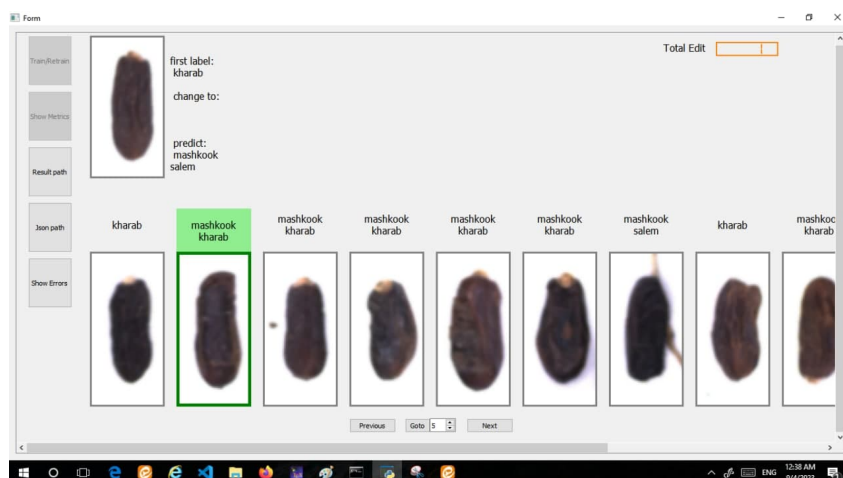 Form
Train/Retrain
Show Metrics
Result path
Json path
Show Errors
first label:
kharab
change to:
predict:
mashkook
salem
Total Edit
kharab
mashkook
kharab
mashkook
kharab
mashkook
kharab
mashkook
kharab
mashkook
kharab
mashkook
salem
kharab
mashkoo
kharab
Previous
Goto
5
Next
ENG
12:38 AM